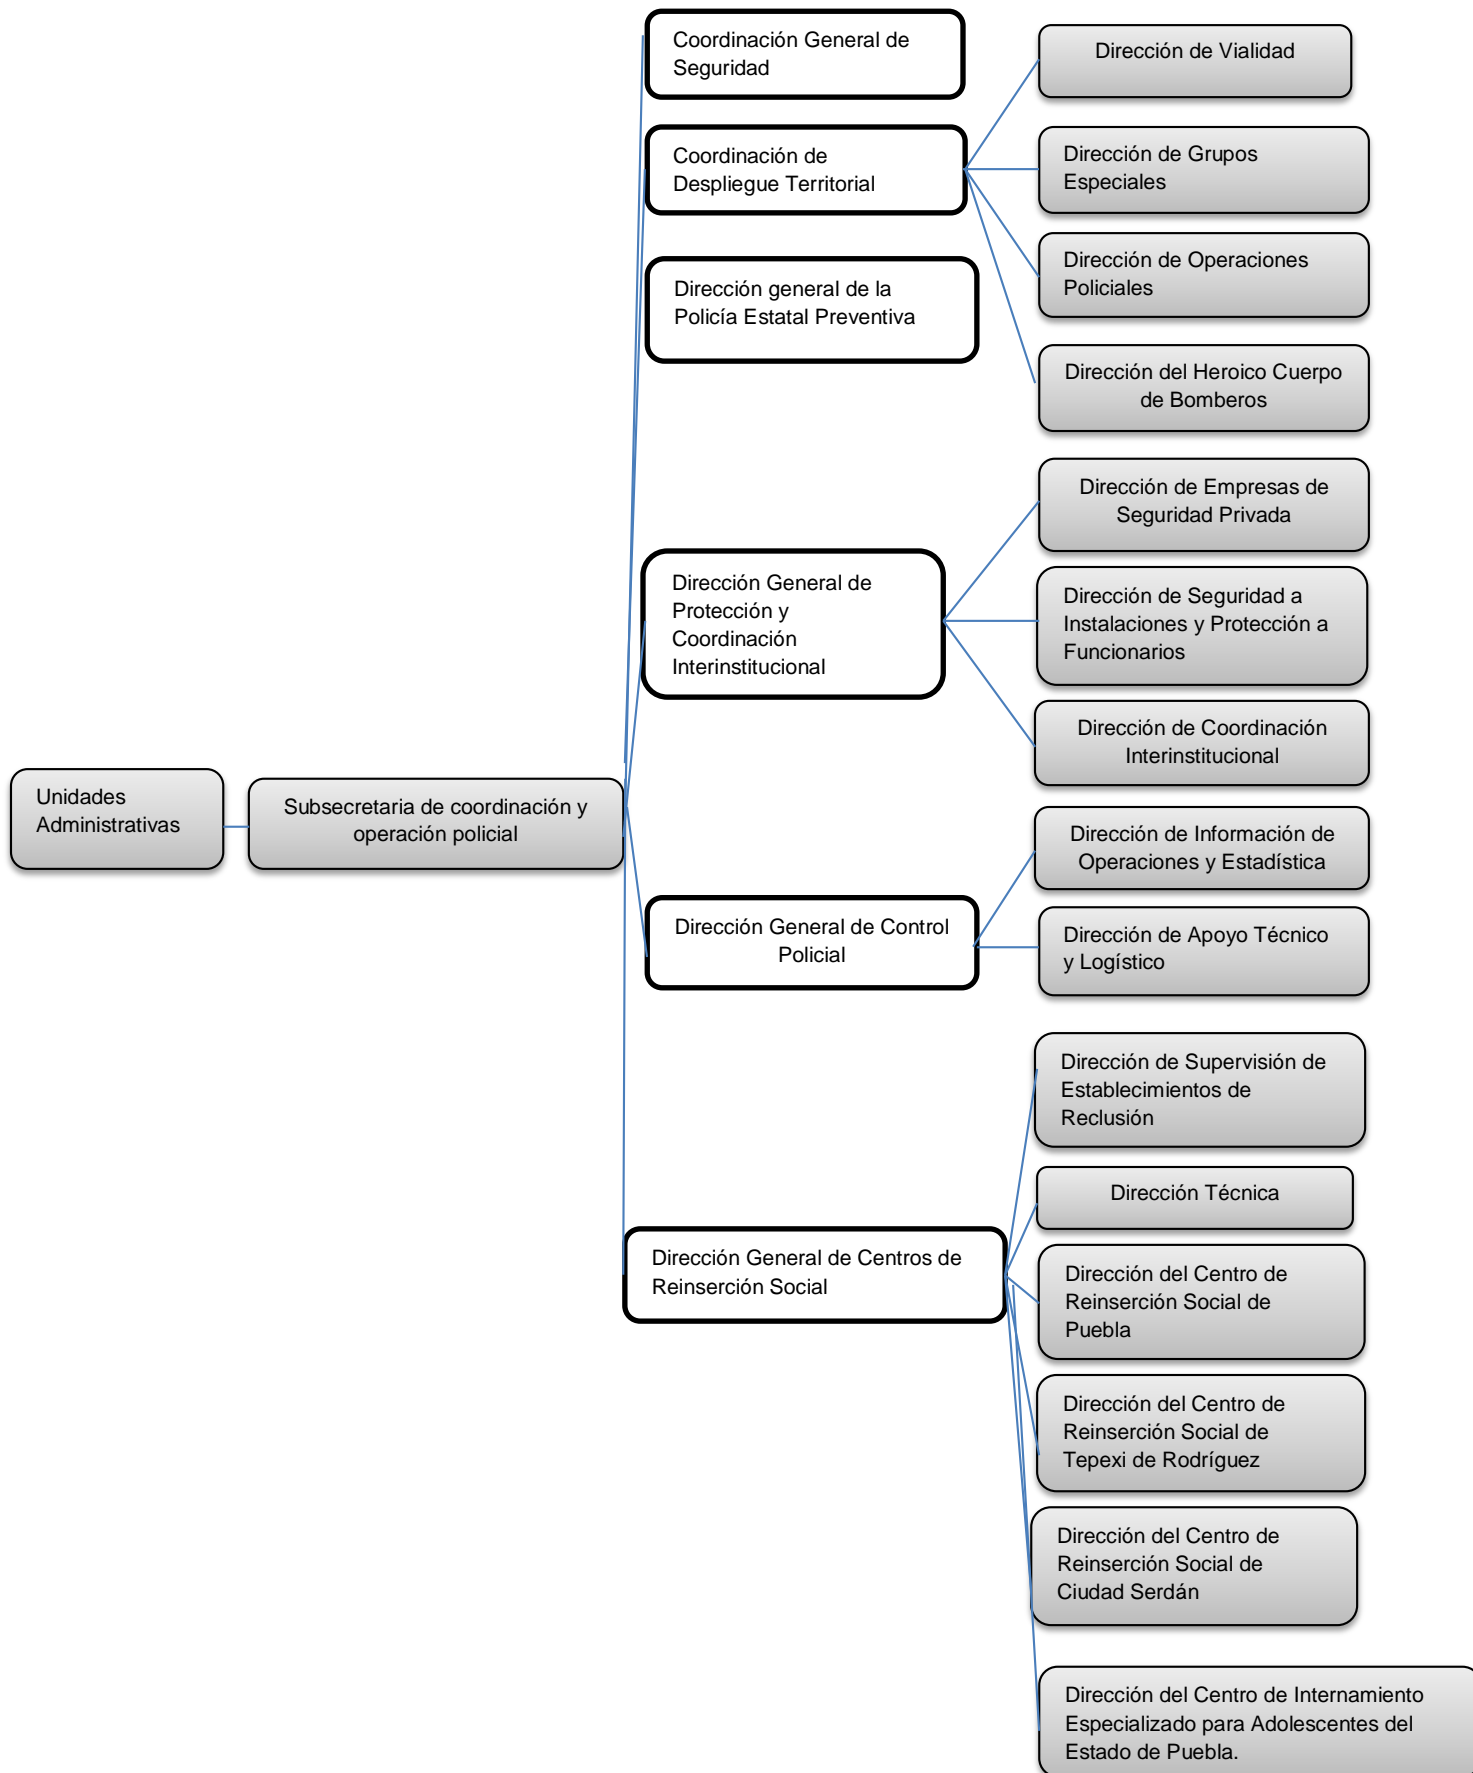 Coordinación General de
Seguridad
Dirección de Vialidad
Coordinación de
Despliegue Territorial
Dirección de Grupos
Especiales
Dirección general de la
Policía Estatal Preventiva
Dirección de Operaciones
Policiales
Dirección del Heroico Cuerpo
de Bomberos
Dirección de Empresas de
Seguridad Privada
Dirección General de
Protección y
Coordinación
Interinstitucional
Dirección de Seguridad a
Instalaciones y Protección a
Funcionarios
Dirección de Coordinación
Interinstitucional
Unidades
Administrativas
Subsecretaria de coordinación y
operación policial
Dirección de Información de
Operaciones y Estadística
Dirección General de Control
Policial
Dirección de Apoyo Técnico
y Logístico
Dirección de Supervisión de
Establecimientos de
Reclusión
Dirección Técnica
Dirección General de Centros de
Reinserción Social
Dirección del Centro de
Reinserción Social de
Puebla
Dirección del Centro de
Reinserción Social de
Tepexi de Rodríguez
Dirección del Centro de
Reinserción Social de
Ciudad Serdán
Dirección del Centro de Internamiento
Especializado para Adolescentes del
Estado de Puebla.